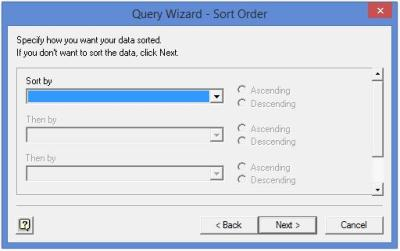 Query Wizard - Sort Order
Specify how you want your data sorted.
If you don't want to sort the data, click Next.
Sort by
Ascending
Descending
Then by
Ascending
Descending
Then by
Ascending
Descending
< Back
Next >
Cancel